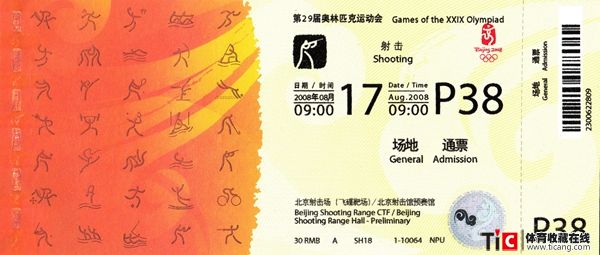 第29届奥林匹克运动会 Games of the XXIX Olympiad
射击
Shooting
Beijing 2008
日期 / 时间
2008年08月
09:00
17
Date / Time
Aug.2008
09:00
P38
场地 通票
General Admission
北京射击场(飞碟靶场)/北京射击馆预赛馆
Beijing Shooting Range CTF / Beijing
Shooting Range Hall - Preliminary
30 RMB A SH18 1-10064 NPU
场地 通票
General Admission
2300622809
P38
TiC 体育收藏在线
www.ticang.com